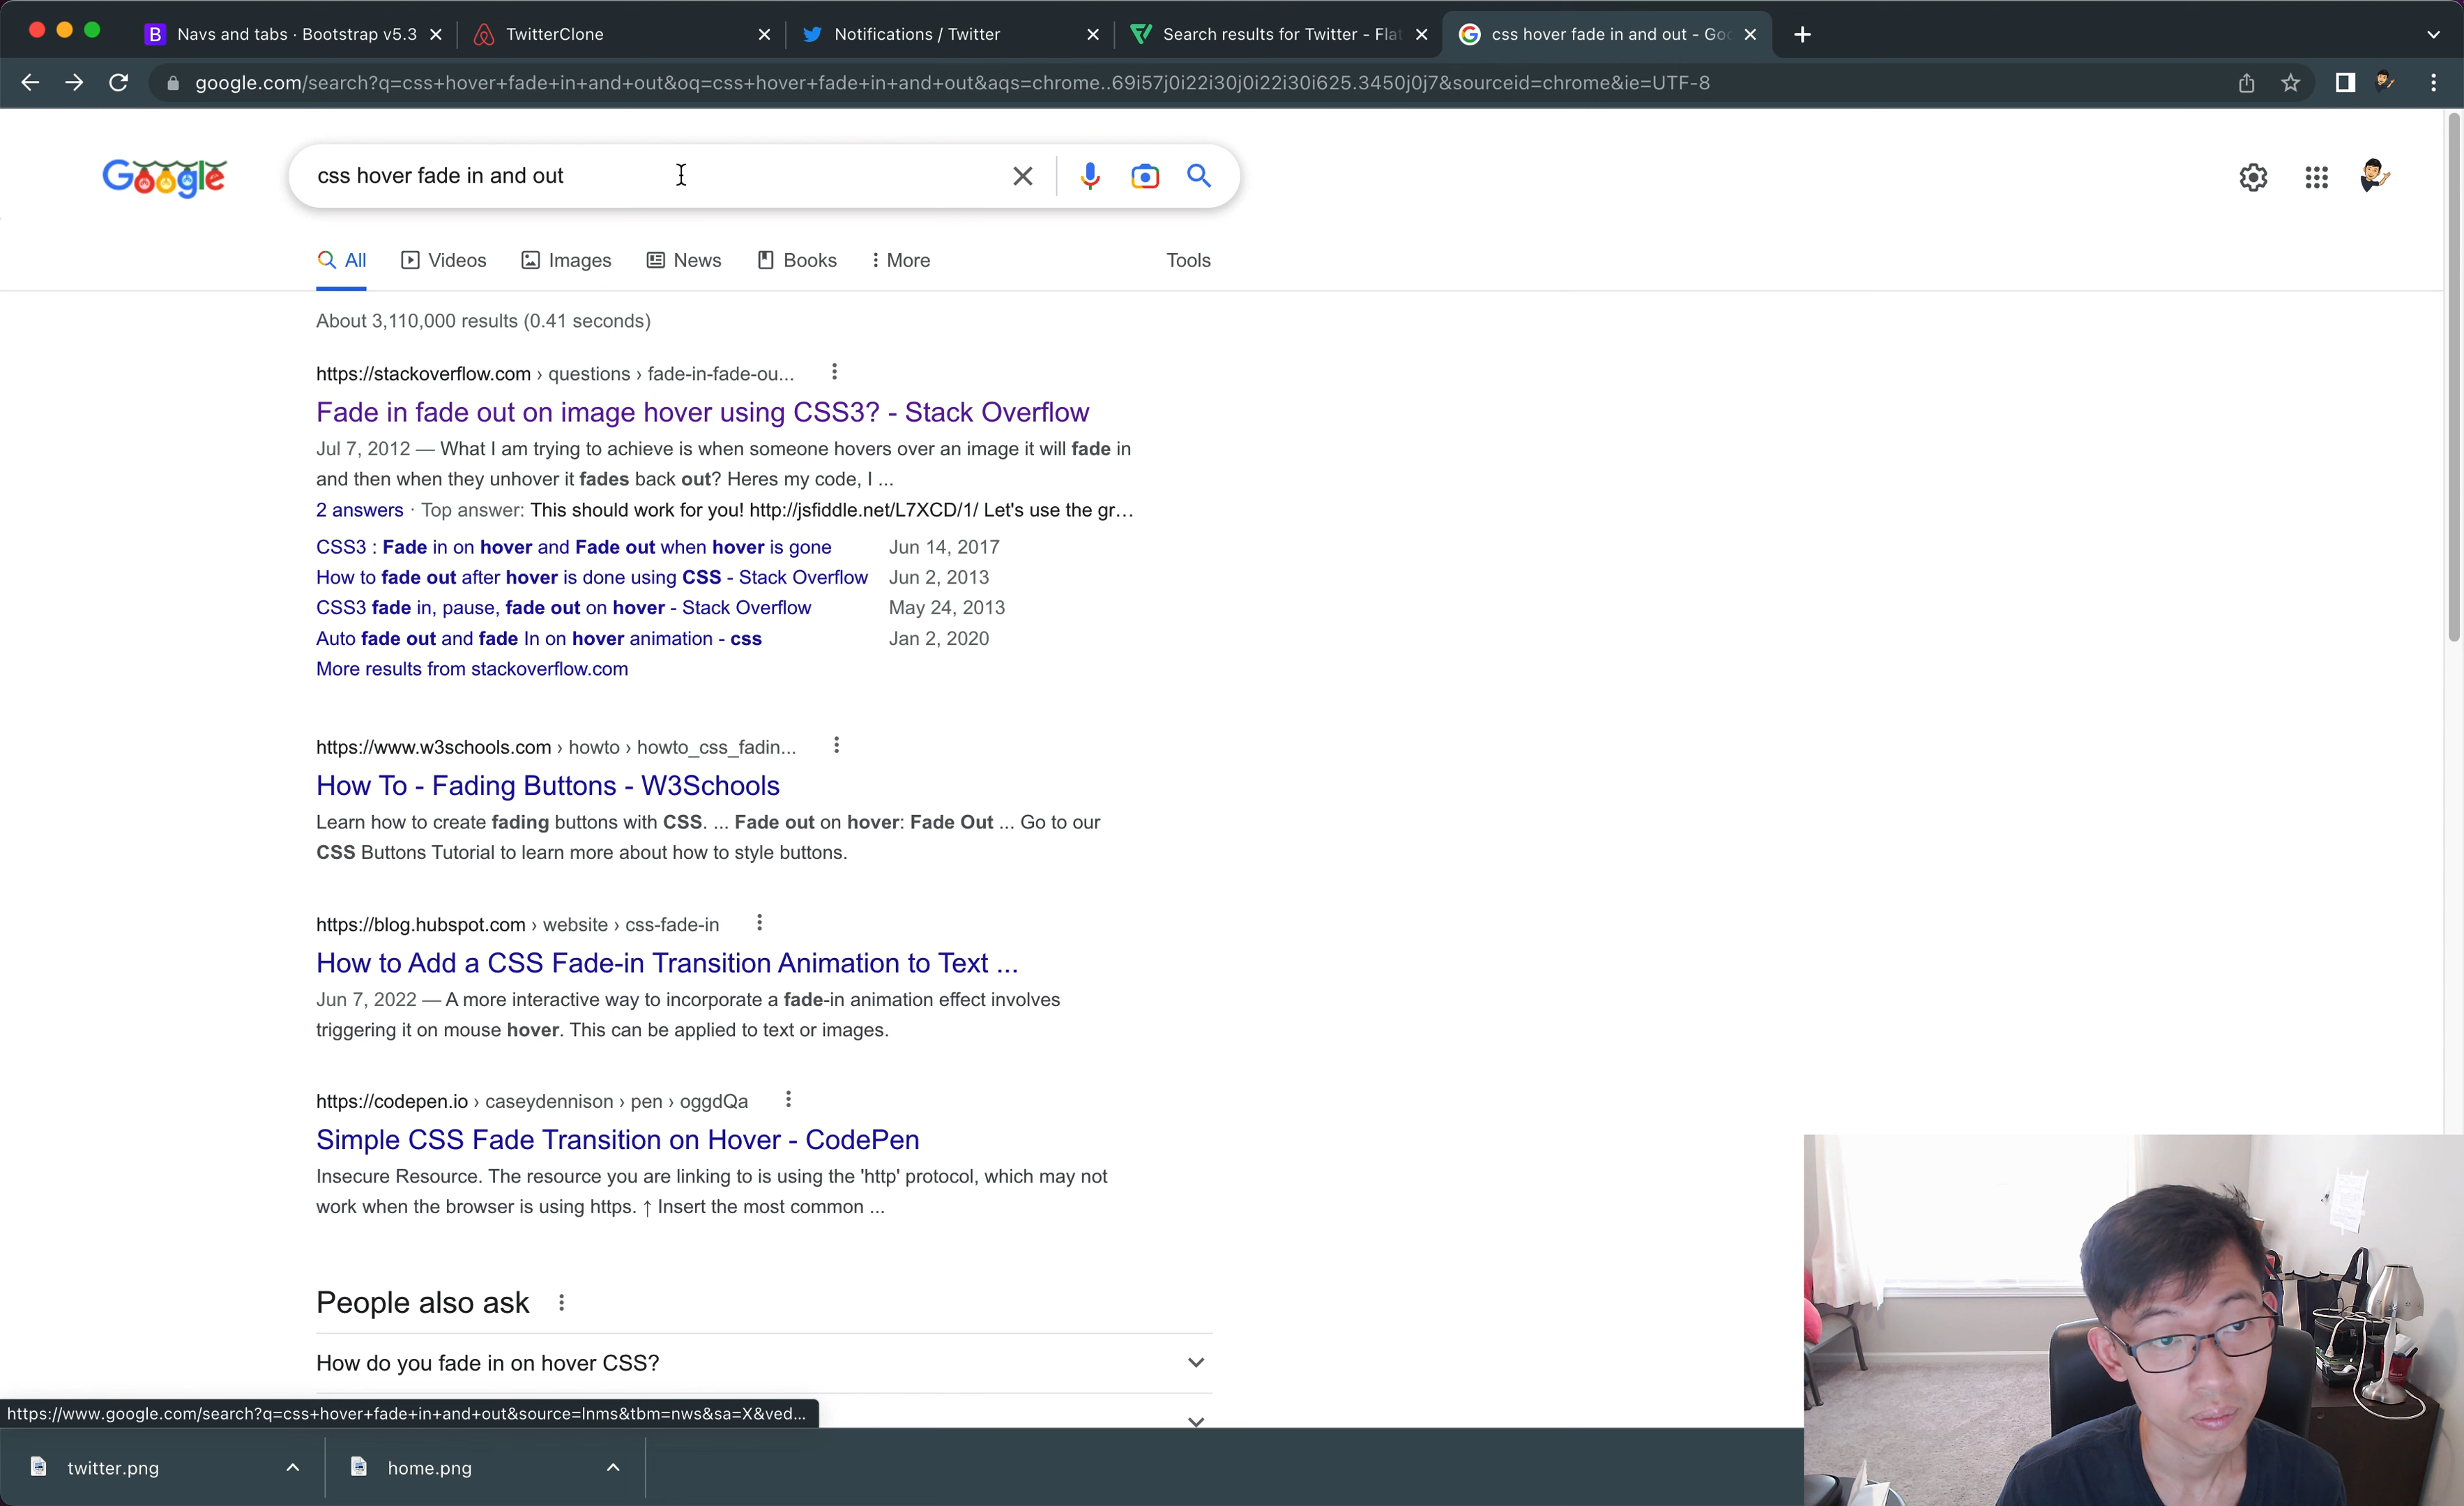 Navs and tabs · Bootstrap v5.3
TwitterClone
Notifications / Twitter
Search results for Twitter - Flat
css hover fade in and out - Goo
google.com/search?q=css+hover+fade+in+and+out&oq=css+hover+fade+in+and+out&aqs=chrome..69i57j0i22i30j0i22i30i625.3450j0j7&sourceid=chrome&ie=UTF-8
Google
css hover fade in and out
All
Videos
Images
News
Books
More
Tools
About 3,110,000 results (0.41 seconds)
https://stackoverflow.com › questions › fade-in-fade-ou...
Fade in fade out on image hover using CSS3? - Stack Overflow
Jul 7, 2012 — What I am trying to achieve is when someone hovers over an image it will fade in
and then when they unhover it fades back out? Heres my code, I ...
2 answers · Top answer: This should work for you! http://jsfiddle.net/L7XCD/1/ Let's use the gr...
CSS3 : Fade in on hover and Fade out when hover is gone Jun 14, 2017
How to fade out after hover is done using CSS - Stack Overflow Jun 2, 2013
CSS3 fade in, pause, fade out on hover - Stack Overflow May 24, 2013
Auto fade out and fade In on hover animation - css Jan 2, 2020
More results from stackoverflow.com
https://www.w3schools.com › howto › howto_css_fadin...
How To - Fading Buttons - W3Schools
Learn how to create fading buttons with CSS. ... Fade out on hover: Fade Out ... Go to our
CSS Buttons Tutorial to learn more about how to style buttons.
https://blog.hubspot.com › website › css-fade-in
How to Add a CSS Fade-in Transition Animation to Text ...
Jun 7, 2022 — A more interactive way to incorporate a fade-in animation effect involves
triggering it on mouse hover. This can be applied to text or images.
https://codepen.io › caseydennison › pen › oggdQa
Simple CSS Fade Transition on Hover - CodePen
Insecure Resource. The resource you are linking to is using the 'http' protocol, which may not
work when the browser is using https. ↑ Insert the most common ...
People also ask
How do you fade in on hover CSS?
https://www.google.com/search?q=css+hover+fade+in+and+out&source=lnms&tbm=nws&sa=X&ved...
twitter.png
home.png